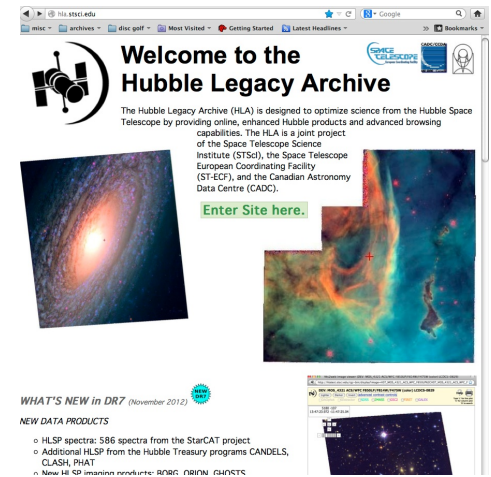 hla.stsci.edu
Google
misc
archives
disc golf
Most Visited
Getting Started
Latest Headlines
Bookmarks
Welcome to the
Hubble Legacy Archive
SPACE
TELESCOPE
The Hubble Legacy Archive (HLA) is designed to optimize science from the Hubble Space
Telescope by providing online, enhanced Hubble products and advanced browsing
capabilities. The HLA is a joint project
of the Space Telescope Science
Institute (STScI), the Space Telescope
European Coordinating Facility
(ST-ECF), and the Canadian Astronomy
Data Centre (CADC).
Enter Site here.
WHAT'S NEW in DR7 (November 2012)
NEW
DR7
NEW DATA PRODUCTS
HLSP spectra: 586 spectra from the StarCAT project
Additional HLSP from the Hubble Treasury programs CANDELS,
CLASH, PHAT
New HLSP imaging products: BORG, ORION, GHOSTS